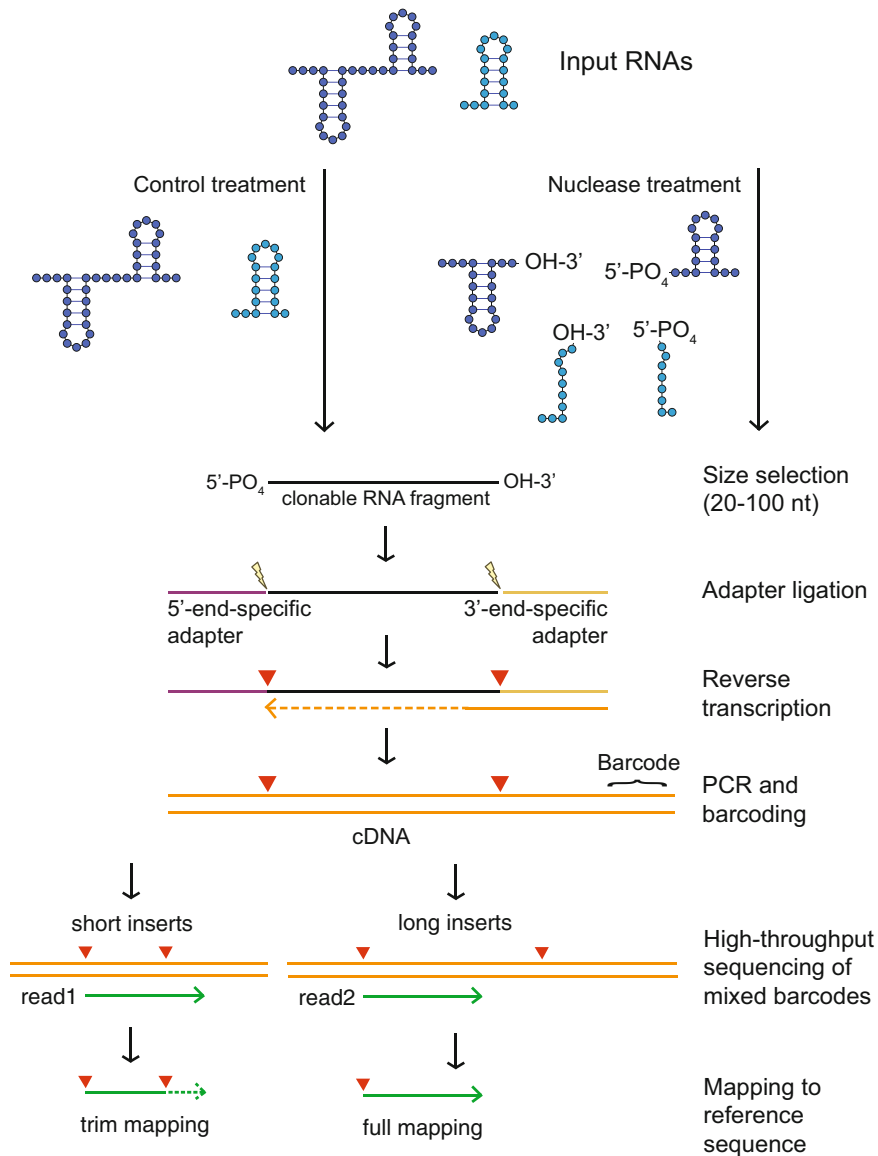 Input RNAs
Control treatment
Nuclease treatment
OH-3’
5’-PO4
OH-3’
5’-PO4
5’-PO4
OH-3’
clonable RNA fragment
Size selection
(20-100 nt)
Adapter ligation
5’-end-specific
adapter
3’-end-specific
adapter
Reverse
transcription
Barcode
PCR and
barcoding
cDNA
short inserts
long inserts
High-throughput
sequencing of
mixed barcodes
read1
read2
trim mapping
full mapping
Mapping to
reference
sequence